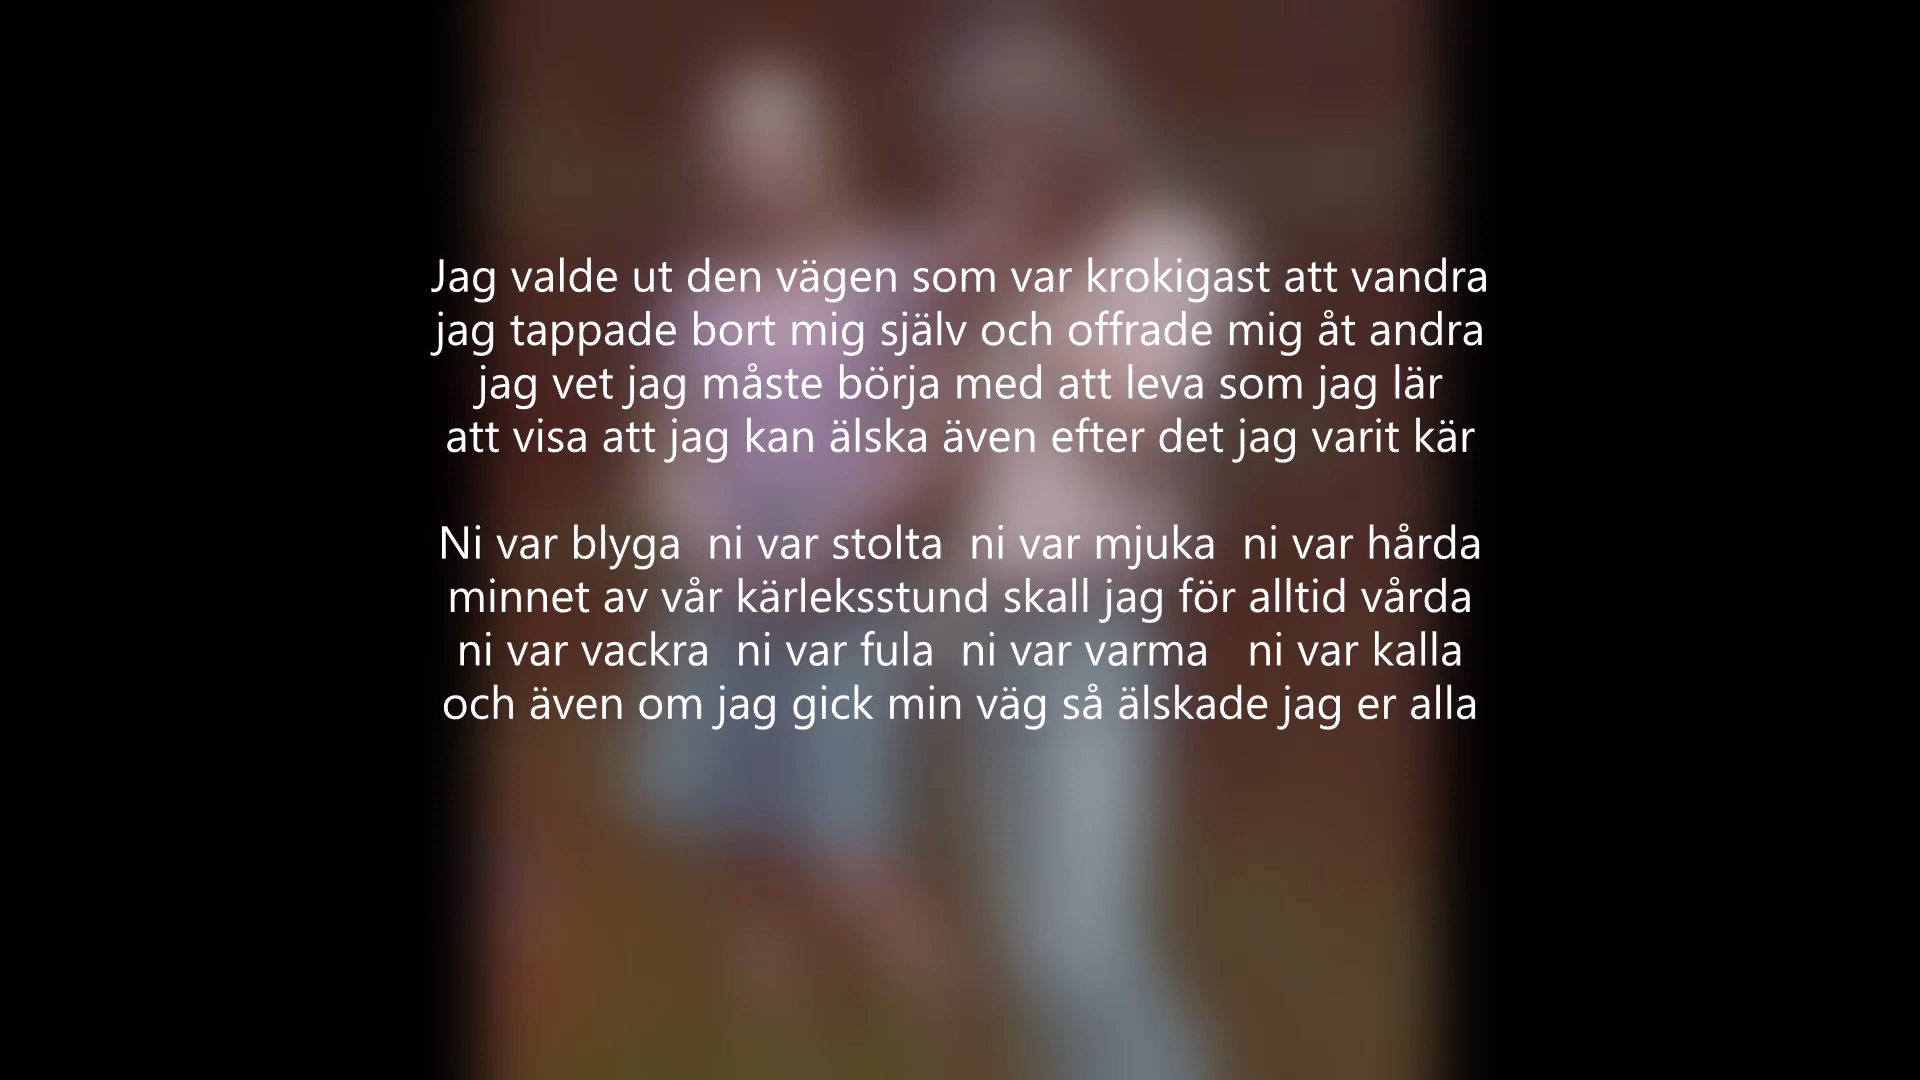 Jag valde ut den vägen som var krokigast att vandra
jag tappade bort mig själv och offrade mig åt andra
jag vet jag måste börja med att leva som jag lär
att visa att jag kan älska även efter det jag varit kär

Ni var blyga  ni var stolta  ni var mjuka  ni var hårda
minnet av vår kärleksstund skall jag för alltid vårda
ni var vackra  ni var fula  ni var varma   ni var kalla
och även om jag gick min väg så älskade jag er alla